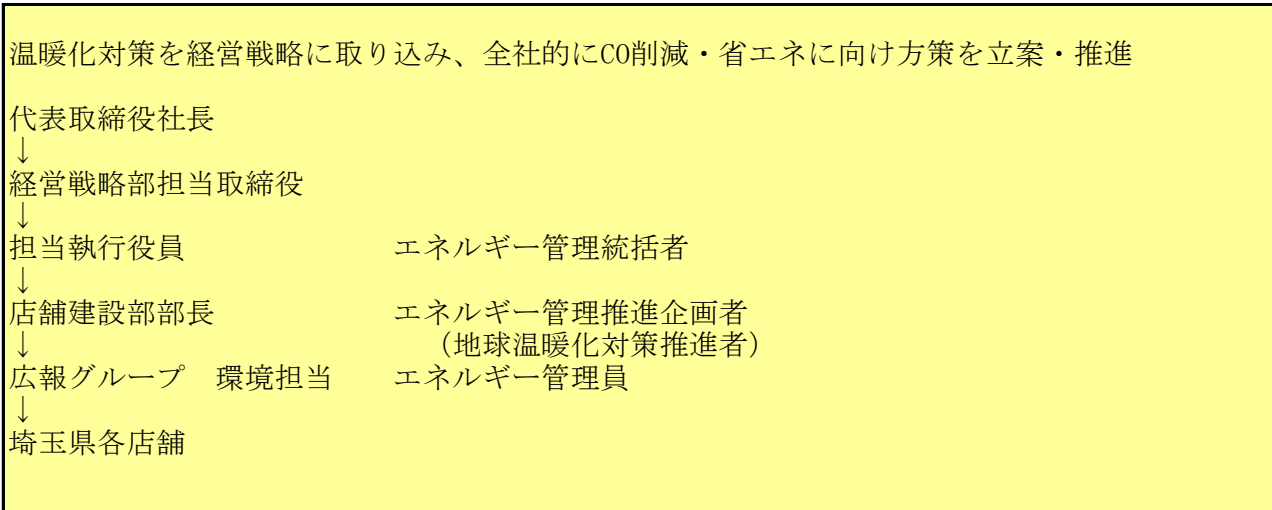 温暖化対策を経営戦略に取り込み、全社的にCO削減・省エネに向け方策を立案・推進
代表取締役社長
↓
経営戦略部担当取締役
↓
担当執行役員　　　　　　　エネルギー管理統括者
↓
店舗建設部部長　　　　　　エネルギー管理推進企画者
↓　　　　　　　　　　　　　（地球温暖化対策推進者）
広報グループ　環境担当　　エネルギー管理員
↓
埼玉県各店舗